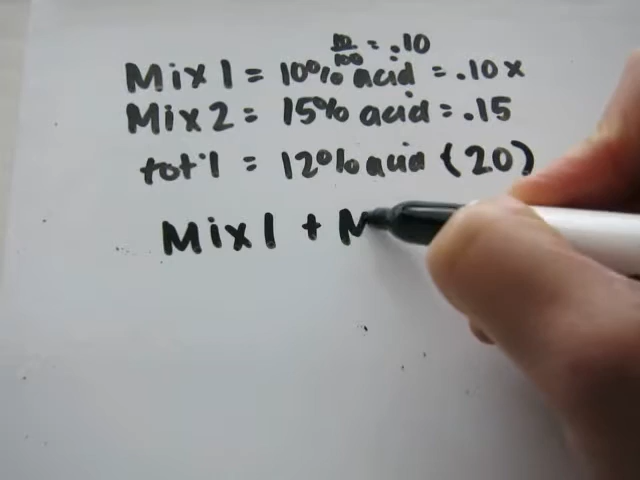 10/100 = .10
Mix 1 = 10% acid = .10x
Mix 2 = 15% acid = .15
tot'l = 12% acid (20)
Mix 1 + M